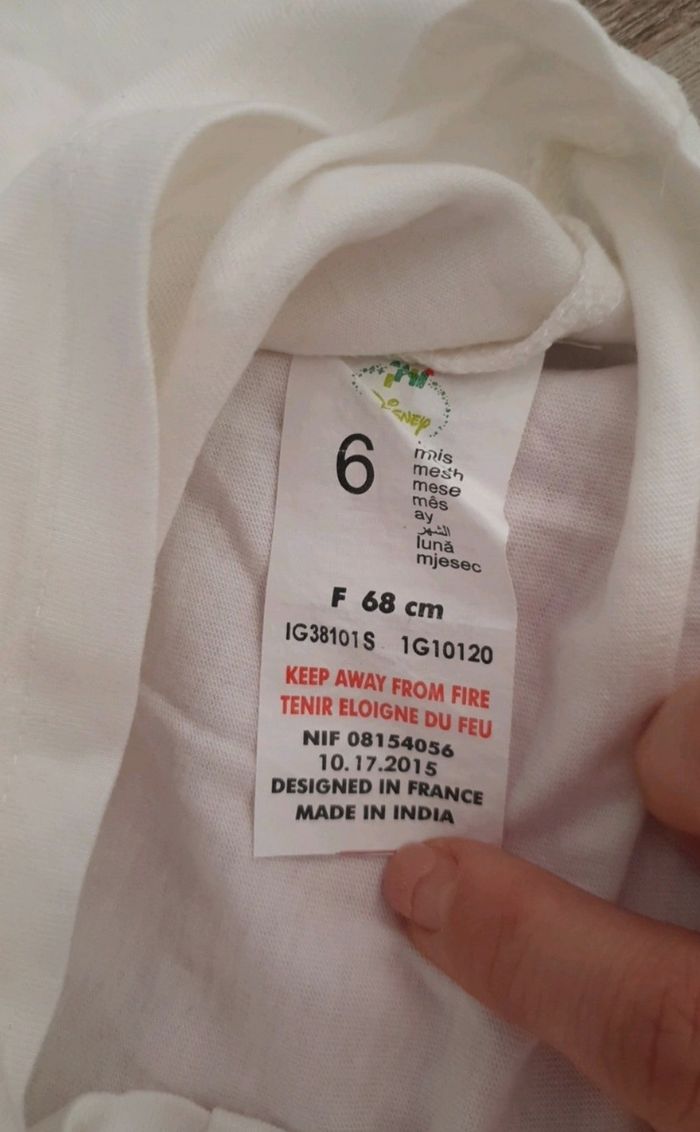 Disney
6
mois
mesh
mese
mês
ay
الشهر
lună
mjesec
F 68 cm
IG38101S 1G10120
KEEP AWAY FROM FIRE
TENIR ELOIGNE DU FEU
NIF 08154056
10.17.2015
DESIGNED IN FRANCE
MADE IN INDIA